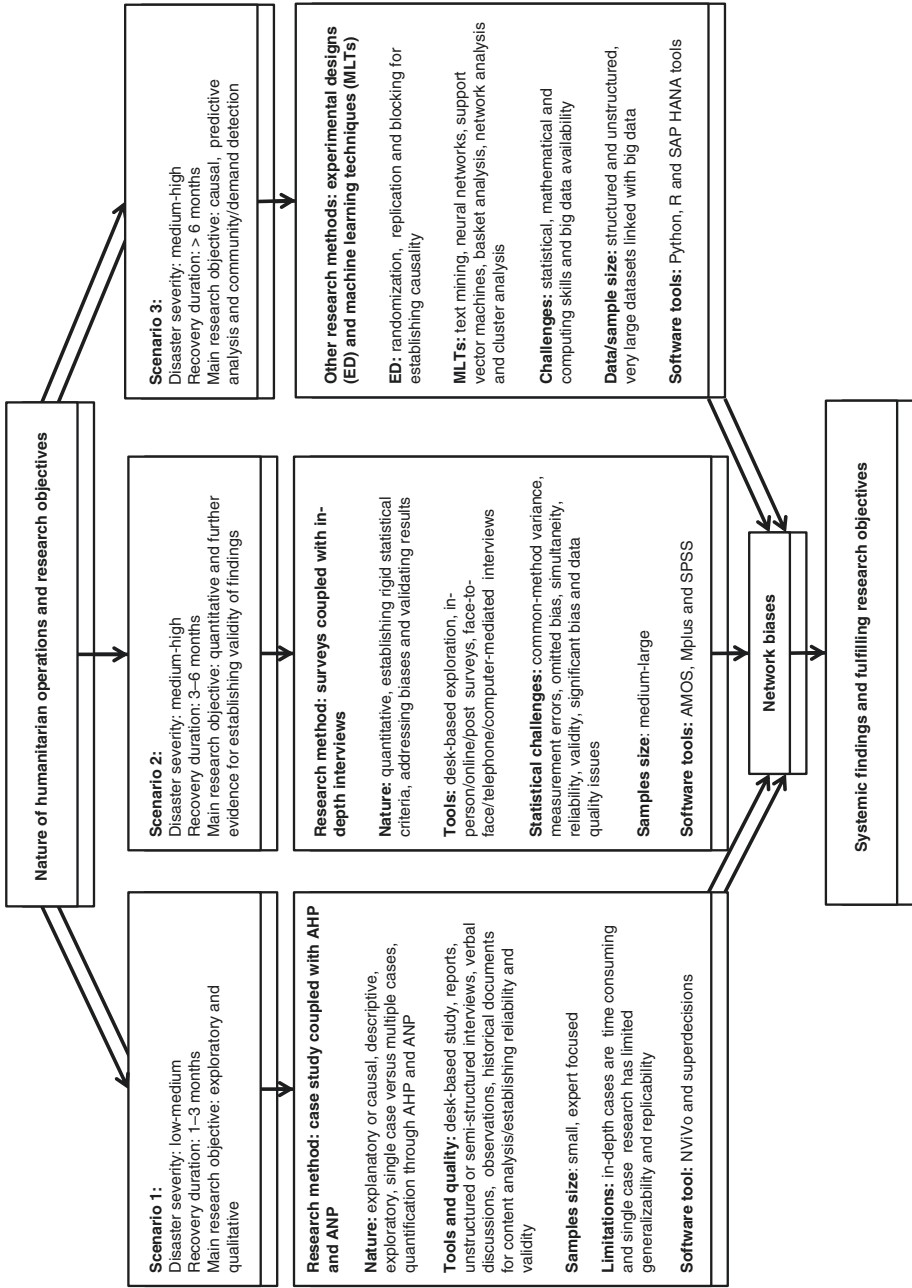 Nature of humanitarian operations and research objectives
Scenario 1:
Disaster severity: low-medium
Recovery duration: 1–3 months
Main research objective: exploratory and
qualitative
Research method: case study coupled with AHP
and ANP
Nature: explanatory or causal, descriptive,
exploratory, single case versus multiple cases,
quantification through AHP and ANP
Tools and quality: desk-based study, reports,
unstructured or semi-structured interviews, verbal
discussions, observations, historical documents
for content analysis/establishing reliability and
validity
Samples size: small, expert focused
Limitations: in-depth cases are time consuming
and single case research has limited
generalizability and replicability
Software tool: NViVo and superdecisions
Scenario 2:
Disaster severity: medium-high
Recovery duration: 3–6 months
Main research objective: quantitative and further
evidence for establishing validity of findings
Research method: surveys coupled with in-
depth interviews
Nature: quantitative, establishing rigid statistical
criteria, addressing biases and validating results
Tools: desk-based exploration, in-
person/online/post surveys, face-to-
face/telephone/computer-mediated interviews
Statistical challenges: common-method variance,
measurement errors, omitted bias, simultaneity,
reliability, validity, significant bias and data
quality issues
Samples size: medium-large
Software tools: AMOS, Mplus and SPSS
Scenario 3:
Disaster severity: medium-high
Recovery duration: > 6 months
Main research objective: causal, predictive
analysis and community/demand detection
Other research methods: experimental designs
(ED) and machine learning techniques (MLTs)
ED: randomization, replication and blocking for
establishing causality
MLTs: text mining, neural networks, support
vector machines, basket analysis, network analysis
and cluster analysis
Challenges: statistical, mathematical and
computing skills and big data availability
Data/sample size: structured and unstructured,
very large datasets linked with big data
Software tools: Python, R and SAP HANA tools
Network biases
Systemic findings and fulfilling research objectives